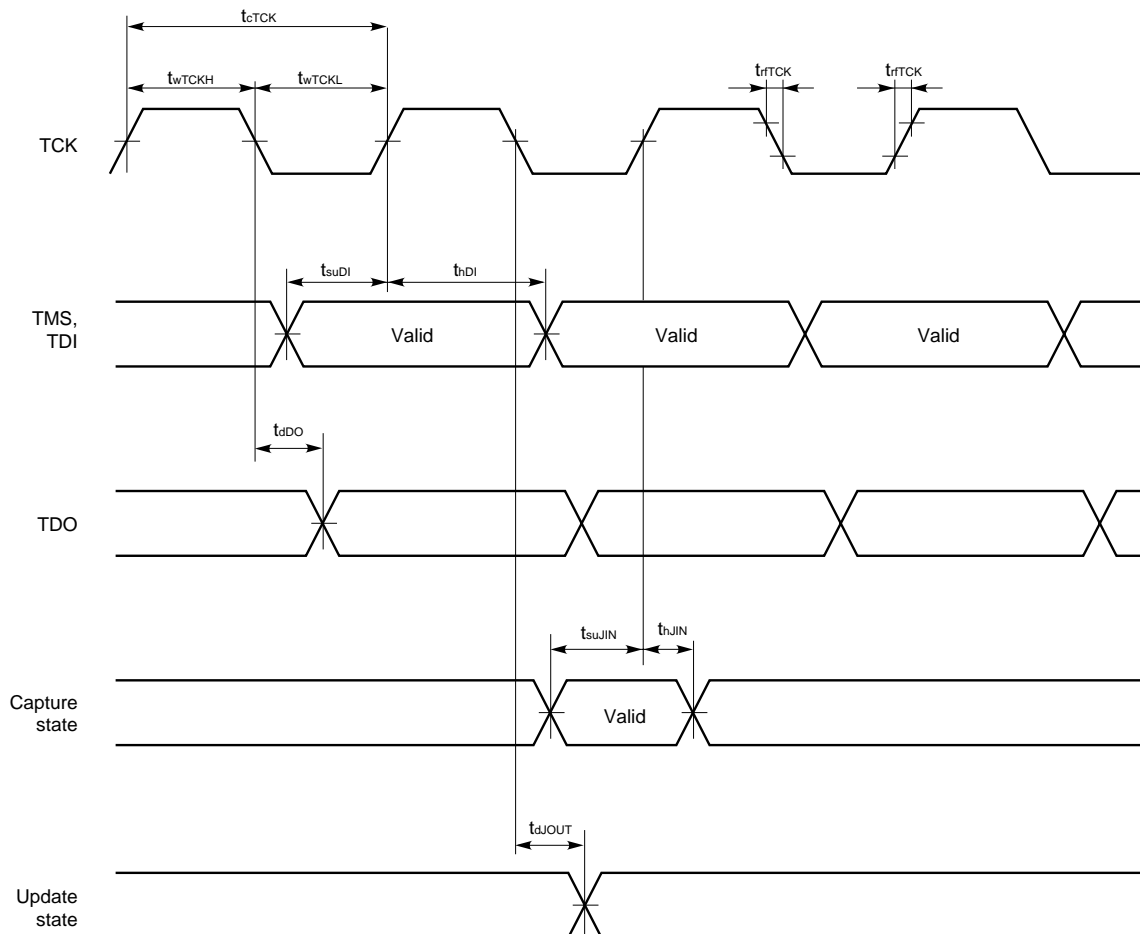 tcTCK
twTCKH twTCKL trfTCK trfTCK
TCK
tsuDI thDI
TMS,
TDI
Valid Valid Valid
tdDO
TDO
tsuJIN thJIN
Capture
state
Valid
tdJOUT
Update
state